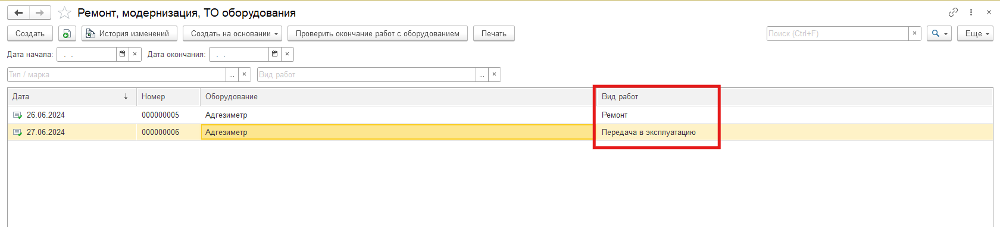 Ремонт, модернизация, ТО оборудования
Создать История изменений Создать на основании Проверить окончание работ с оборудованием Печать Поиск (Ctrl+F) × Еще
Дата начала: . . × Дата окончания: . . ×
Тип / марка ... × Вид работ ... ×
Дата ↓ Номер Оборудование Вид работ
26.06.2024 000000005 Адгезиметр Ремонт
27.06.2024 000000006 Адгезиметр Передача в эксплуатацию